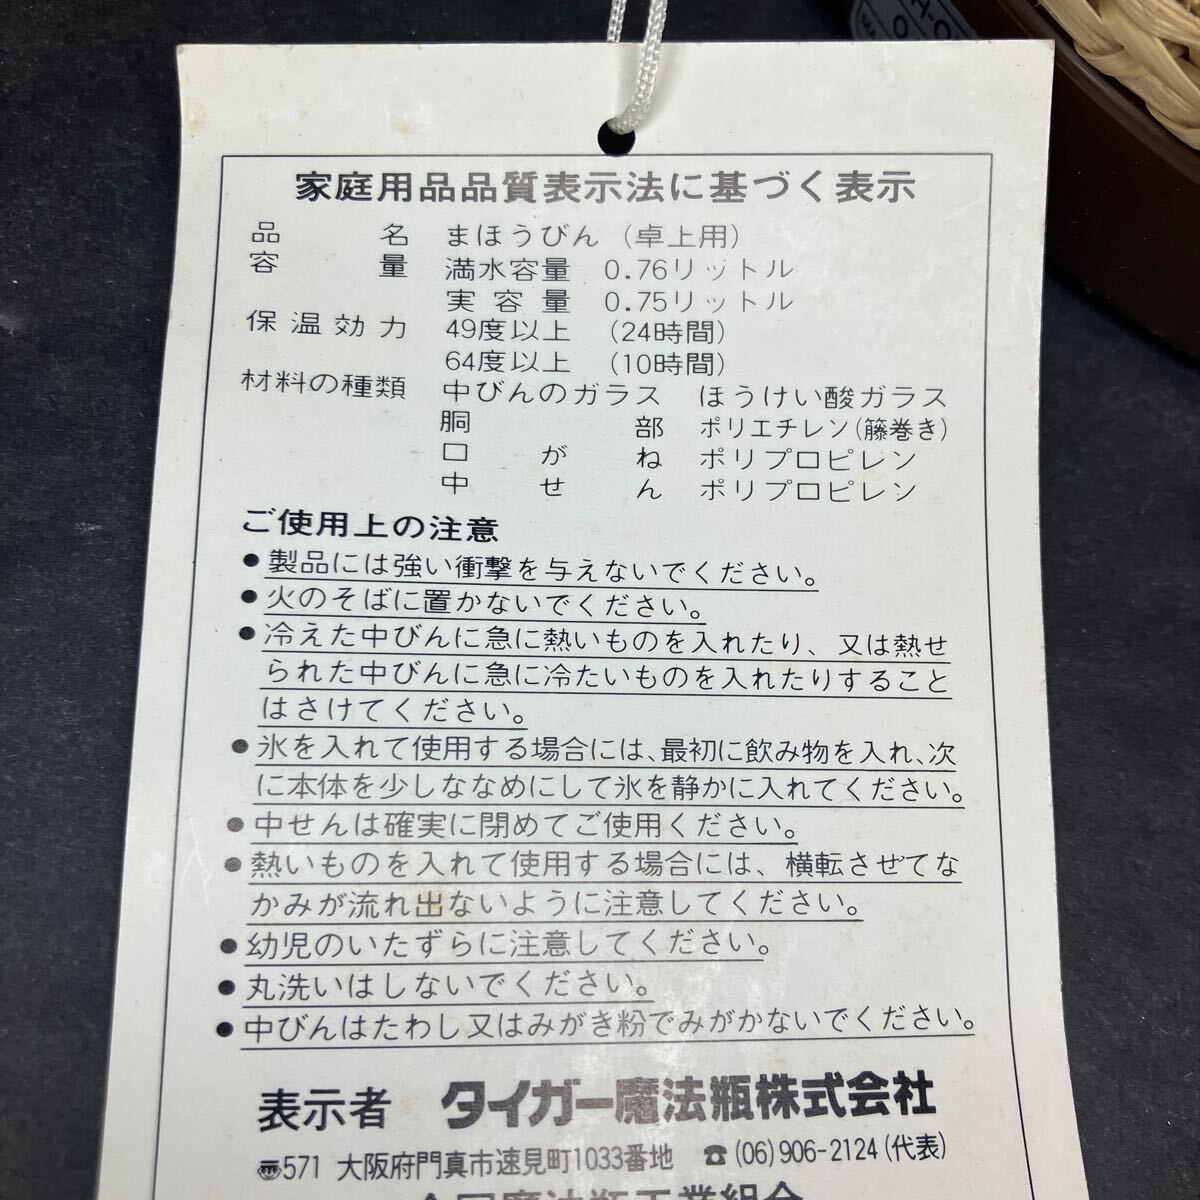 家庭用品品質表示法に基づく表示
品名 まほうびん (卓上用)
容量 満水容量 0.76リットル
実容量 0.75リットル
保温効力 49度以上 (24時間)
64度以上 (10時間)
材料の種類 中びんのガラス ほうけい酸ガラス
胴部 ポリエチレン(籐巻き)
口がね ポリプロピレン
中せん ポリプロピレン
ご使用上の注意
●製品には強い衝撃を与えないでください。
●火のそばに置かないでください。
●冷えた中びんに急に熱いものを入れたり、又は熱せ
られた中びんに急に冷たいものを入れたりすること
はさけてください。
●氷を入れて使用する場合には、最初に飲み物を入れ、次
に本体を少しななめにして氷を静かに入れてください。
●中せんは確実に閉めてご使用ください。
●熱いものを入れて使用する場合には、横転させてな
かみが流れ出ないように注意してください。
●幼児のいたずらに注意してください。
●丸洗いはしないでください。
●中びんはたわし又はみがき粉でみがかないでください。
表示者 タイガー魔法瓶株式会社
〠571 大阪府門真市速見町1033番地 ☎(06)906-2124(代表)
全国魔法瓶工業組合